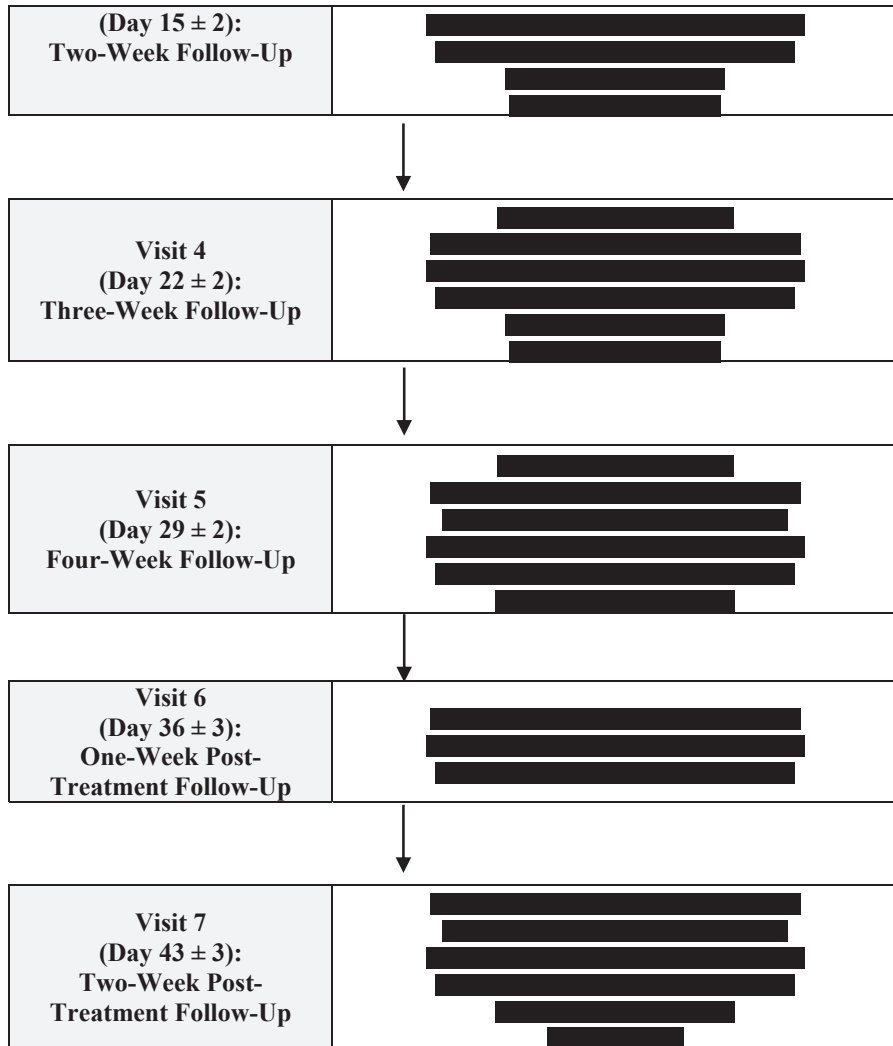 (Day 15 ± 2):
Two-Week Follow-Up
Visit 4
(Day 22 ± 2):
Three-Week Follow-Up
Visit 5
(Day 29 ± 2):
Four-Week Follow-Up
Visit 6
(Day 36 ± 3):
One-Week Post-
Treatment Follow-Up
Visit 7
(Day 43 ± 3):
Two-Week Post-
Treatment Follow-Up